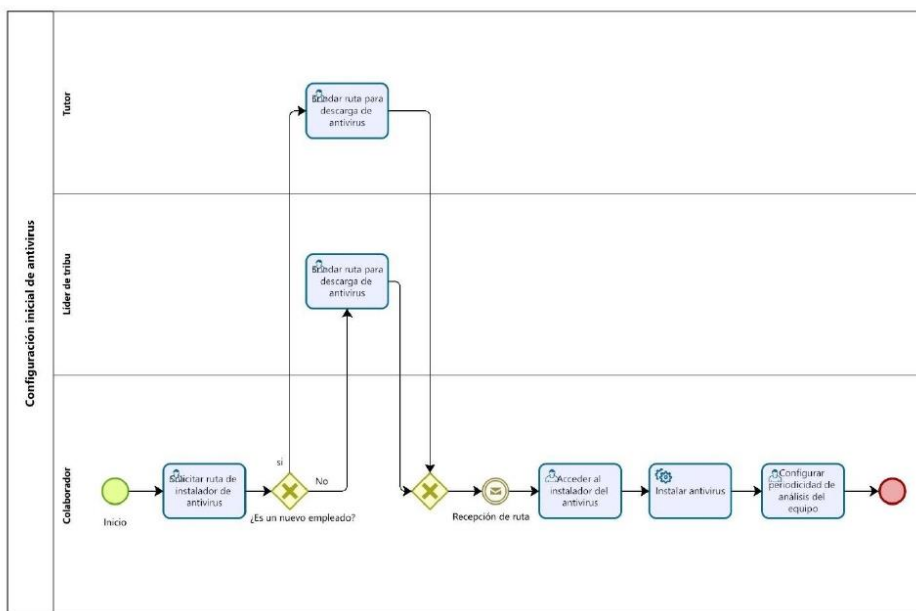 Configuración inicial de antivirus
Tutor
Brindar ruta para
descarga de
antivirus
Líder de tribu
Brindar ruta para
descarga de
antivirus
Colaborador
Inicio
Solicitar ruta de
instalador de
antivirus
si
No
¿Es un nuevo empleado?
Recepción de ruta
Acceder al
instalador del
antivirus
Instalar antivirus
Configurar
periodicidad de
análisis del
equipo